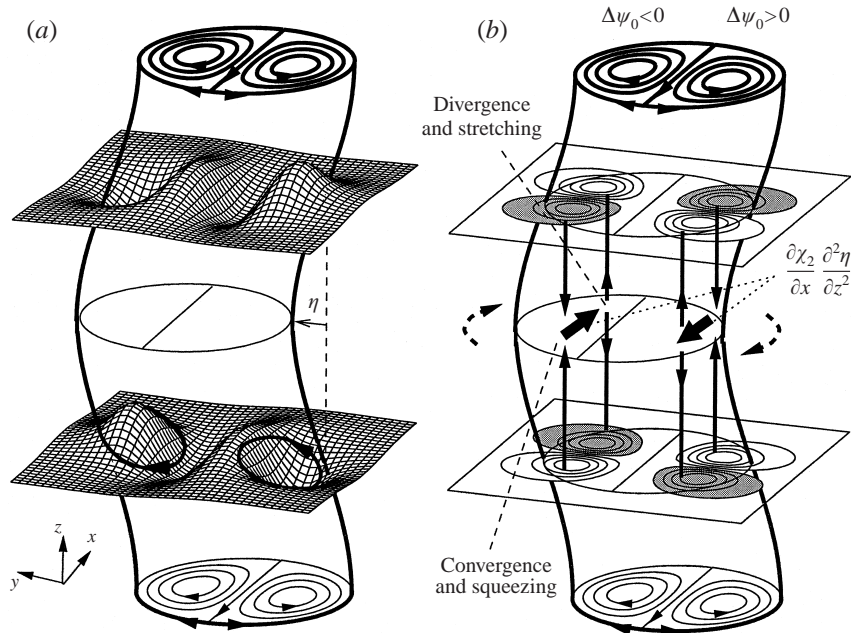 (a)
(b)
Δψ₀<0
Δψ₀>0
Divergence
and stretching
η
∂χ₂/∂x ∂²η/∂z²
z
x
y
Convergence
and squeezing